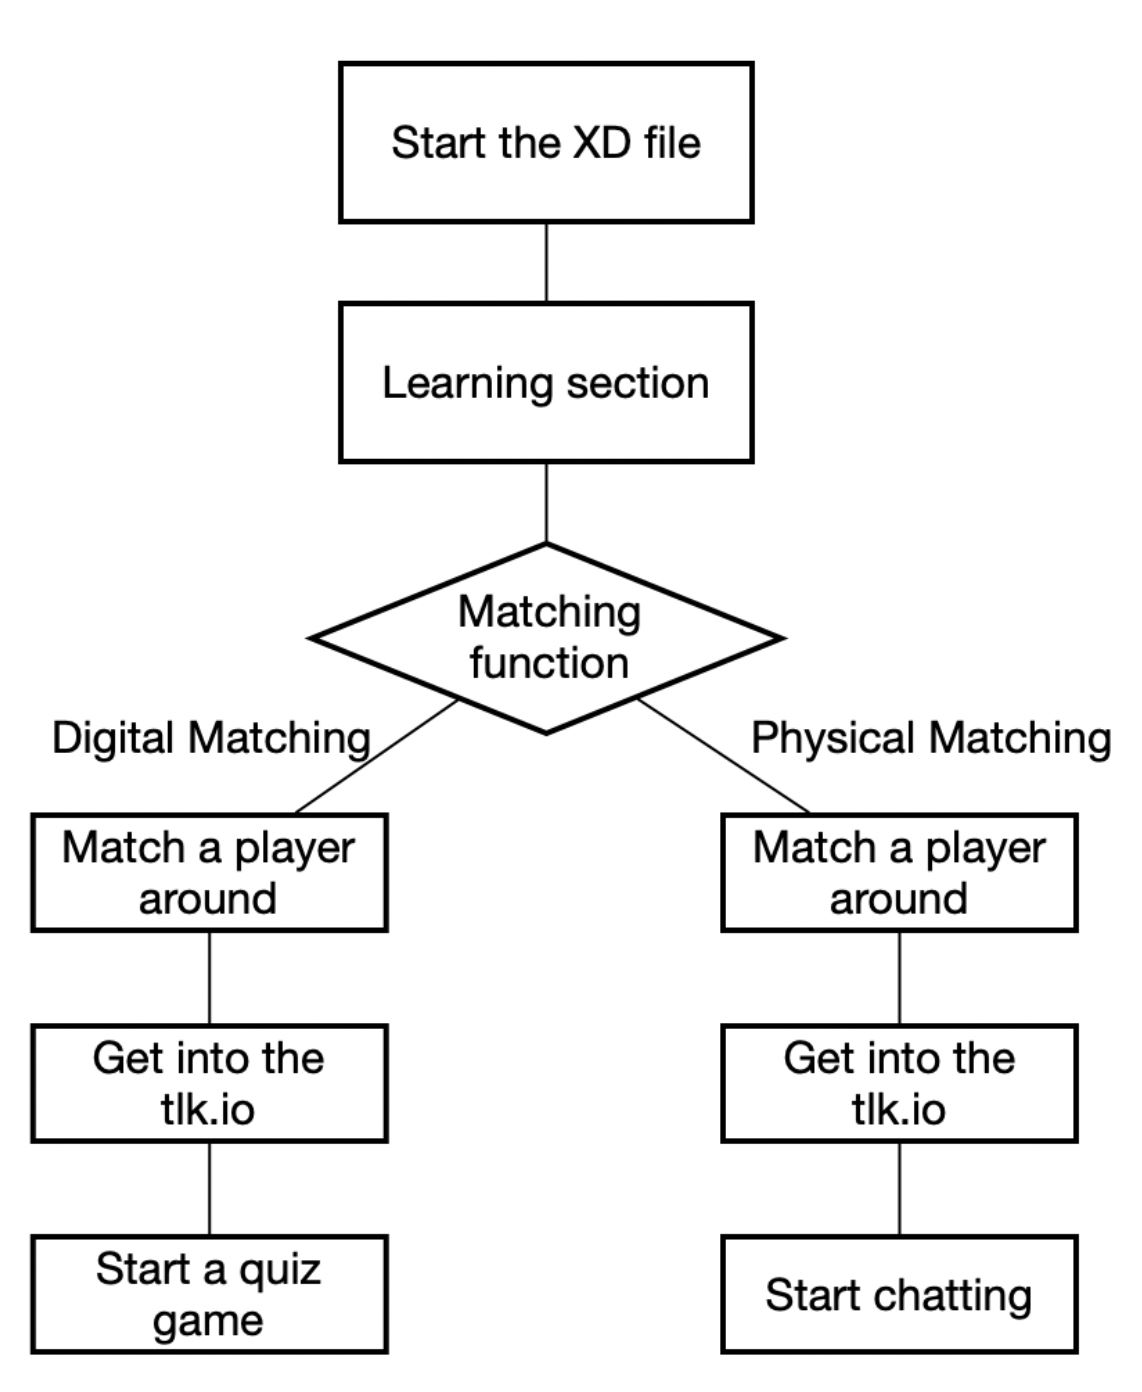 Start the XD file
Learning section
Matching
function
Digital Matching
Physical Matching
Match a player
around
Match a player
around
Get into the
tlk.io
Get into the
tlk.io
Start a quiz
game
Start chatting